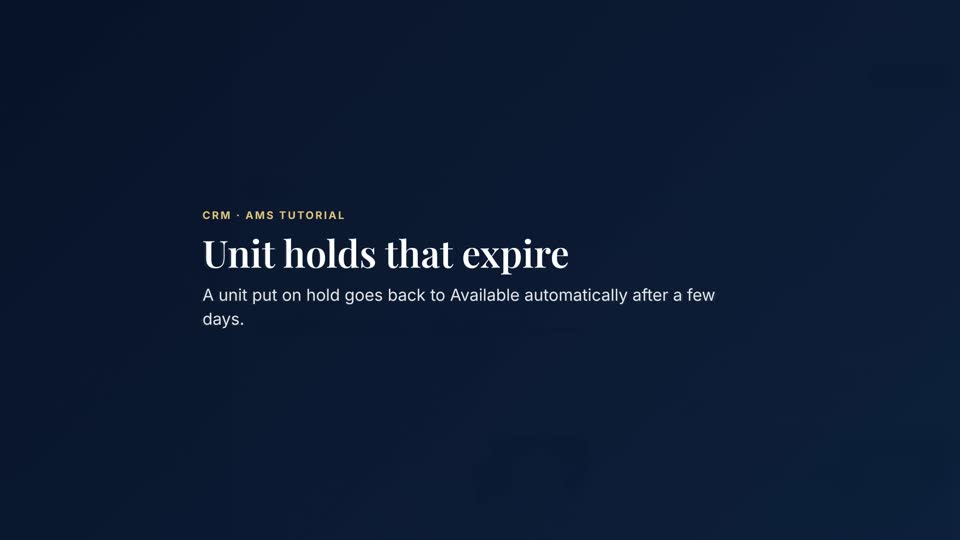 CRM · AMS TUTORIAL
Unit holds that expire
A unit put on hold goes back to Available automatically after a few
days.